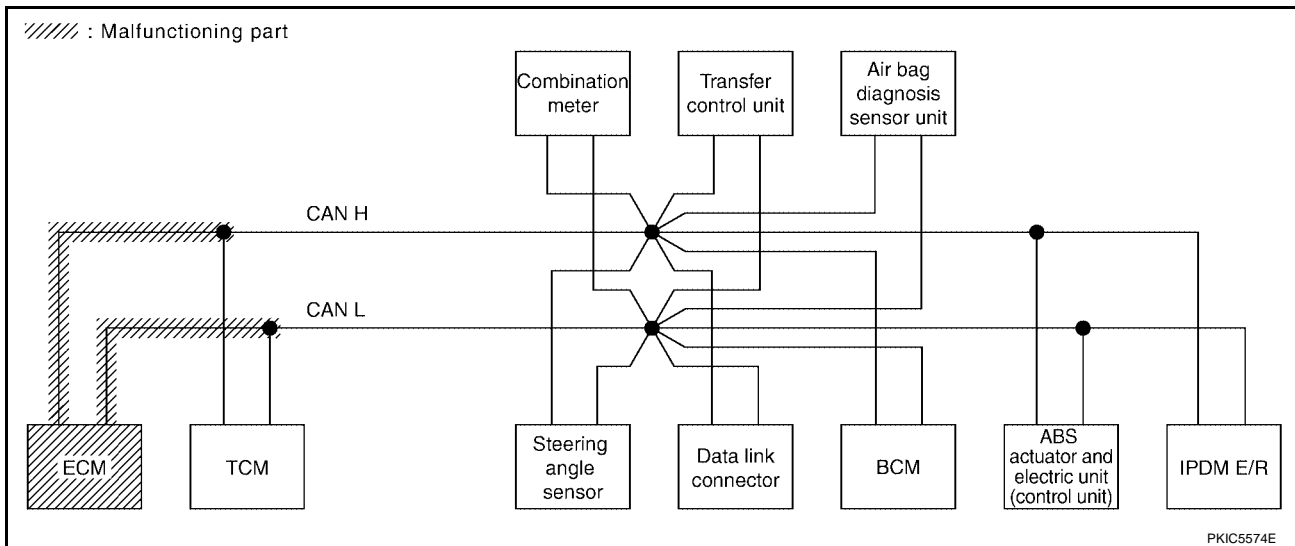 : Malfunctioning part
Combination
meter
Transfer
control unit
Air bag
diagnosis
sensor unit
CAN H
CAN L
ECM
TCM
Steering
angle
sensor
Data link
connector
BCM
ABS
actuator and
electric unit
(control unit)
IPDM E/R
PKIC5574E